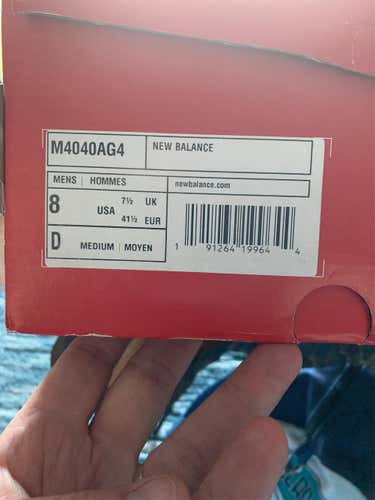 M4040AG4 NEW BALANCE
MENS | HOMMES newbalance.com
8 USA 7½ UK
41½ EUR
D MEDIUM | MOYEN
1 91264 19964 4